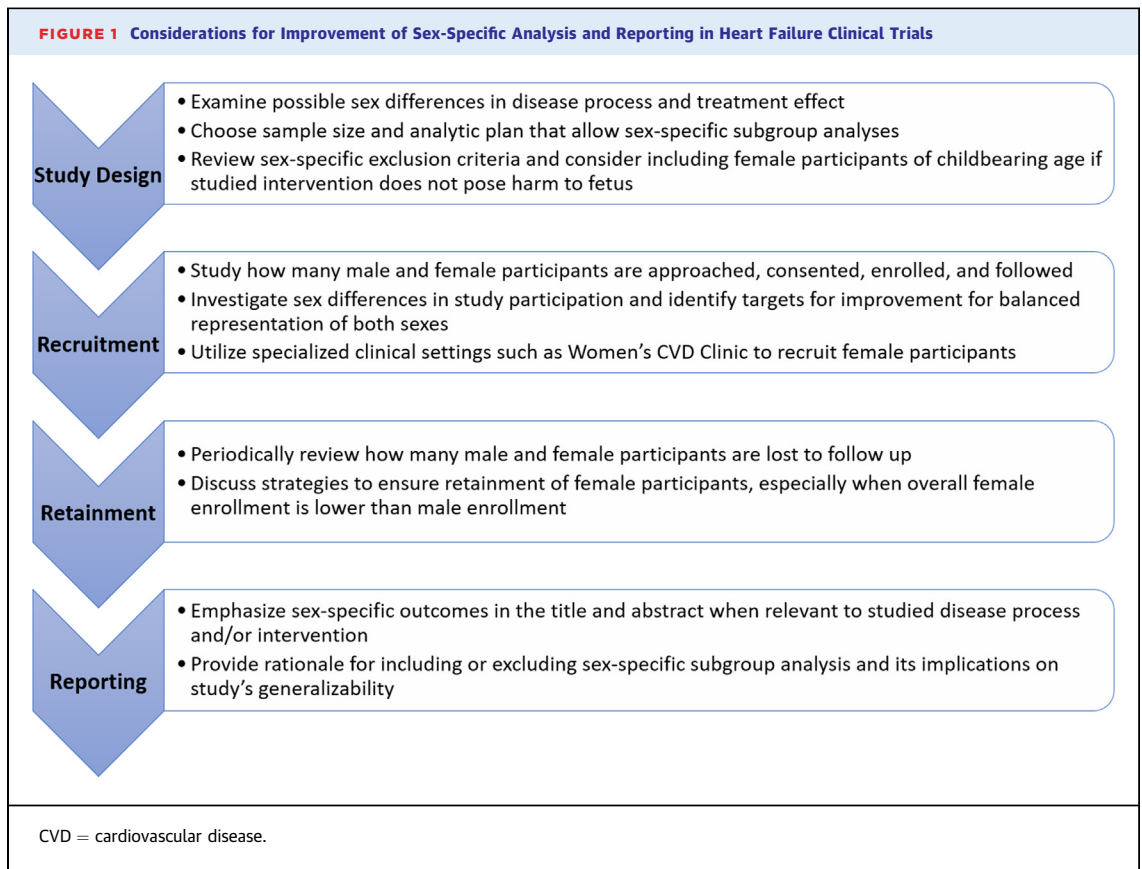 FIGURE 1 Considerations for Improvement of Sex-Specific Analysis and Reporting in Heart Failure Clinical Trials
Study Design
• Examine possible sex differences in disease process and treatment effect
• Choose sample size and analytic plan that allow sex-specific subgroup analyses
• Review sex-specific exclusion criteria and consider including female participants of childbearing age if
studied intervention does not pose harm to fetus
Recruitment
• Study how many male and female participants are approached, consented, enrolled, and followed
• Investigate sex differences in study participation and identify targets for improvement for balanced
representation of both sexes
• Utilize specialized clinical settings such as Women's CVD Clinic to recruit female participants
Retainment
• Periodically review how many male and female participants are lost to follow up
• Discuss strategies to ensure retainment of female participants, especially when overall female
enrollment is lower than male enrollment
Reporting
• Emphasize sex-specific outcomes in the title and abstract when relevant to studied disease process
and/or intervention
• Provide rationale for including or excluding sex-specific subgroup analysis and its implications on
study's generalizability
CVD = cardiovascular disease.